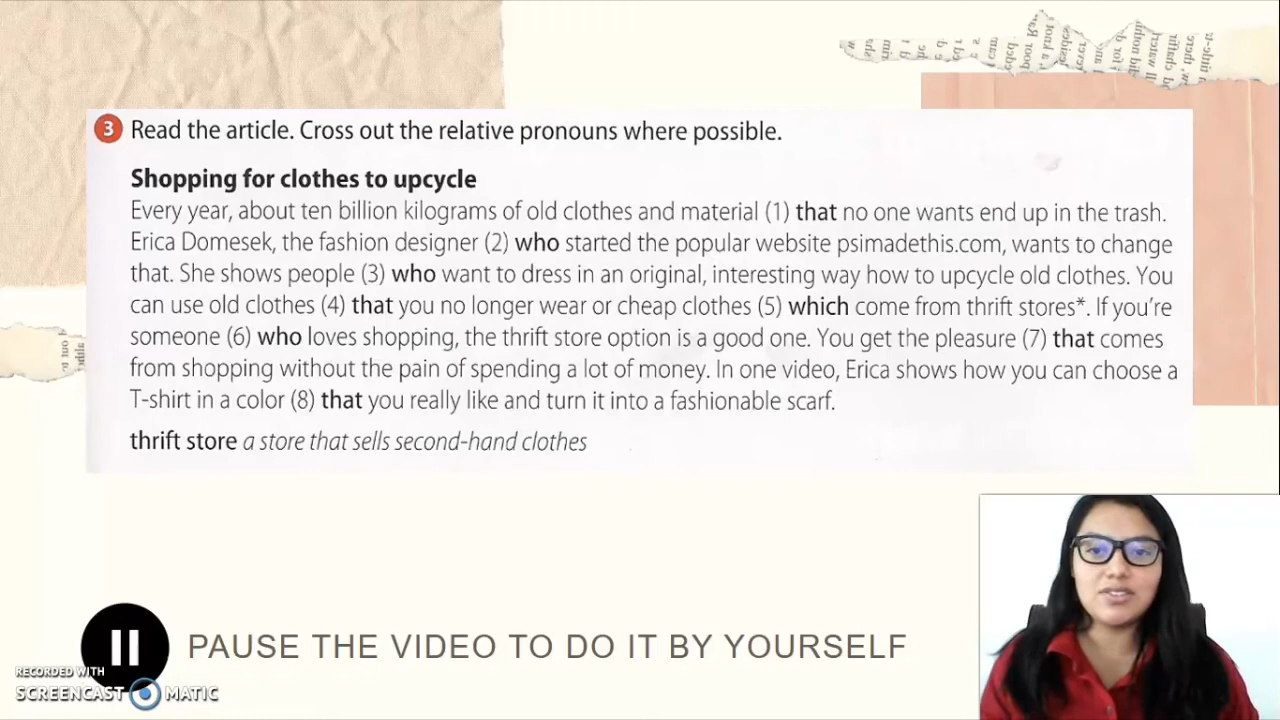 3 Read the article. Cross out the relative pronouns where possible.
Shopping for clothes to upcycle
Every year, about ten billion kilograms of old clothes and material (1) that no one wants end up in the trash.
Erica Domesek, the fashion designer (2) who started the popular website psimadethis.com, wants to change
that. She shows people (3) who want to dress in an original, interesting way how to upcycle old clothes. You
can use old clothes (4) that you no longer wear or cheap clothes (5) which come from thrift stores*. If you're
someone (6) who loves shopping, the thrift store option is a good one. You get the pleasure (7) that comes
from shopping without the pain of spending a lot of money. In one video, Erica shows how you can choose a
T-shirt in a color (8) that you really like and turn it into a fashionable scarf.
thrift store a store that sells second-hand clothes
PAUSE THE VIDEO TO DO IT BY YOURSELF
RECORDED WITH
SCREENCAST MATIC